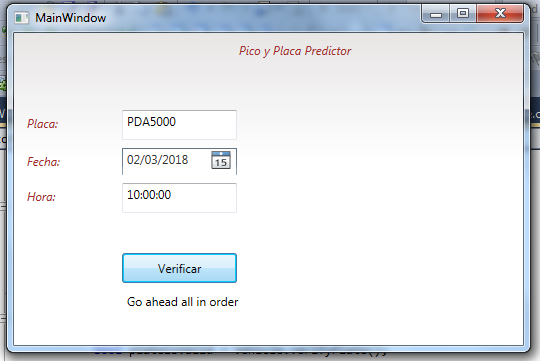 MainWindow
Pico y Placa Predictor
Placa: PDA5000
Fecha: 02/03/2018 15
Hora: 10:00:00
Verificar
Go ahead all in order